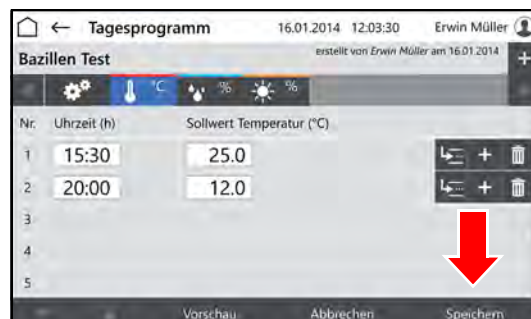 ← Tagesprogramm 16.01.2014 12:03:30 Erwin Müller
Bazillen Test erstellt von Erwin Müller am 16.01.2014 +
°C % %
Nr. Uhrzeit (h) Sollwert Temperatur (°C)
1 15:30 25.0 +
2 20:00 12.0 +
3
4
5
Vorschau Abbrechen Speichern